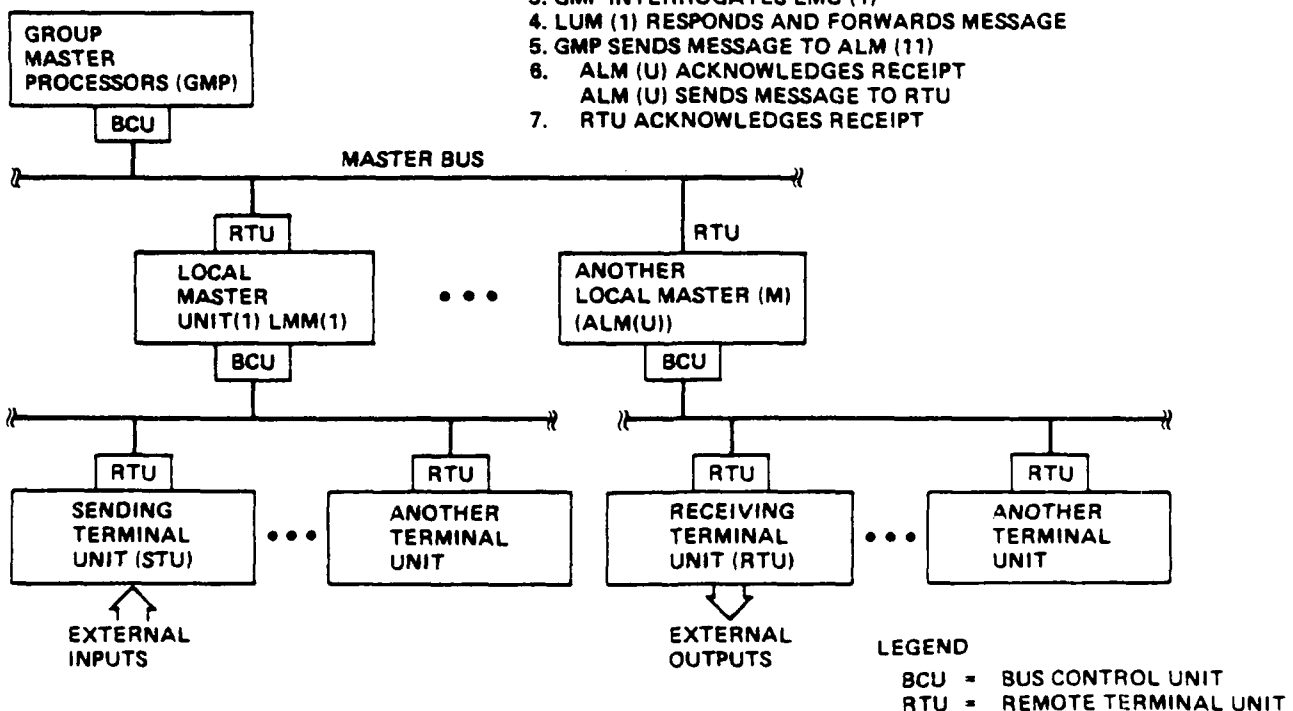 3. GMP INTERROGATES LMG (1)
4. LUM (1) RESPONDS AND FORWARDS MESSAGE
5. GMP SENDS MESSAGE TO ALM (11)
6. ALM (U) ACKNOWLEDGES RECEIPT
ALM (U) SENDS MESSAGE TO RTU
7. RTU ACKNOWLEDGES RECEIPT
GROUP
MASTER
PROCESSORS (GMP)
BCU
MASTER BUS
RTU
RTU
LOCAL
MASTER
UNIT(1) LMM(1)
ANOTHER
LOCAL MASTER (M)
(ALM(U))
BCU
BCU
RTU
RTU
RTU
RTU
SENDING
TERMINAL
UNIT (STU)
ANOTHER
TERMINAL
UNIT
RECEIVING
TERMINAL
UNIT (RTU)
ANOTHER
TERMINAL
UNIT
EXTERNAL
INPUTS
EXTERNAL
OUTPUTS
LEGEND
BCU = BUS CONTROL UNIT
RTU = REMOTE TERMINAL UNIT